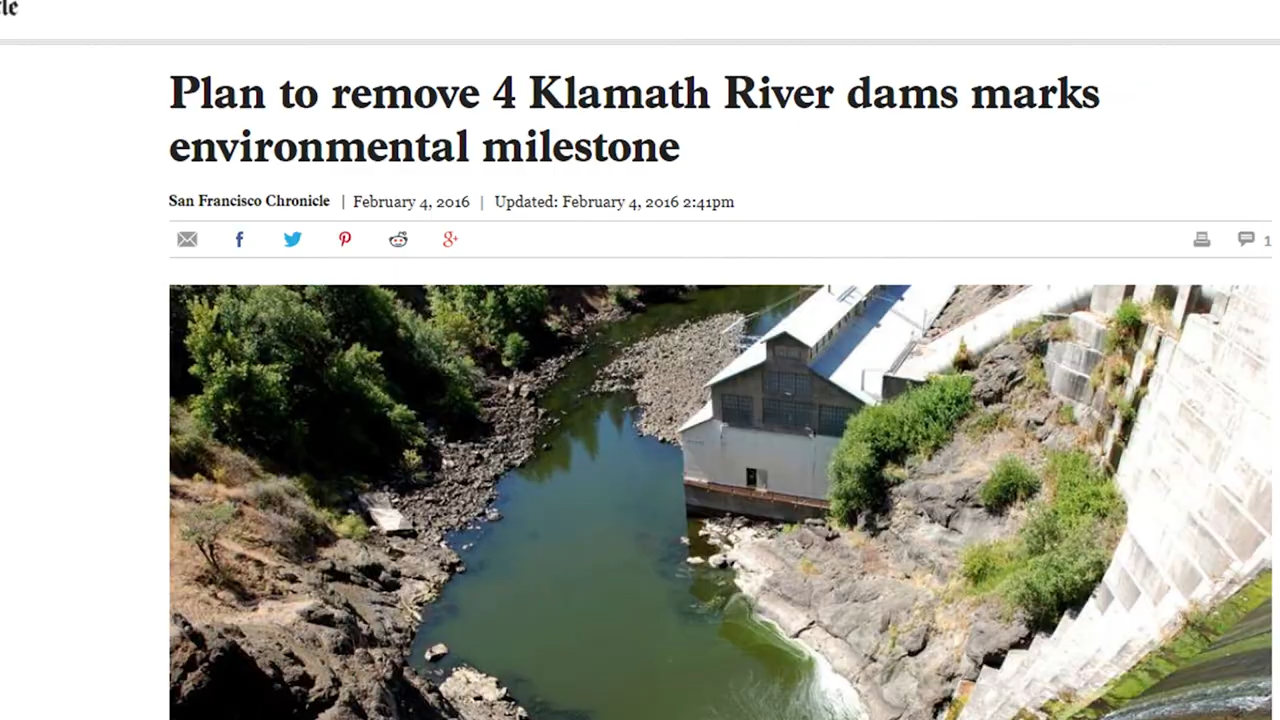 Plan to remove 4 Klamath River dams marks
environmental milestone
San Francisco Chronicle | February 4, 2016 | Updated: February 4, 2016 2:41pm
f g+ 1